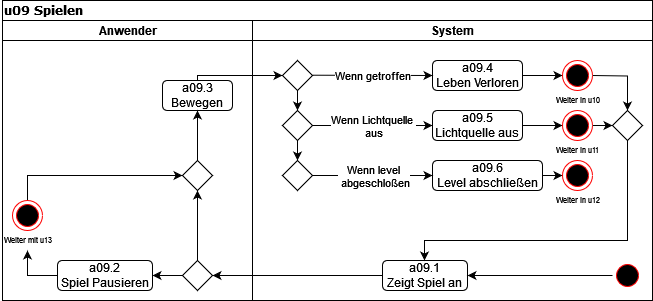 u09 Spielen
Anwender
System
a09.3
Bewegen
Wenn getroffen
a09.4
Leben Verloren
Weiter in u10
Wenn Lichtquelle
aus
a09.5
Lichtquelle aus
Weiter in u11
Wenn level
abgeschloßen
a09.6
Level abschließen
Weiter in u12
Weiter mit u13
a09.2
Spiel Pausieren
a09.1
Zeigt Spiel an